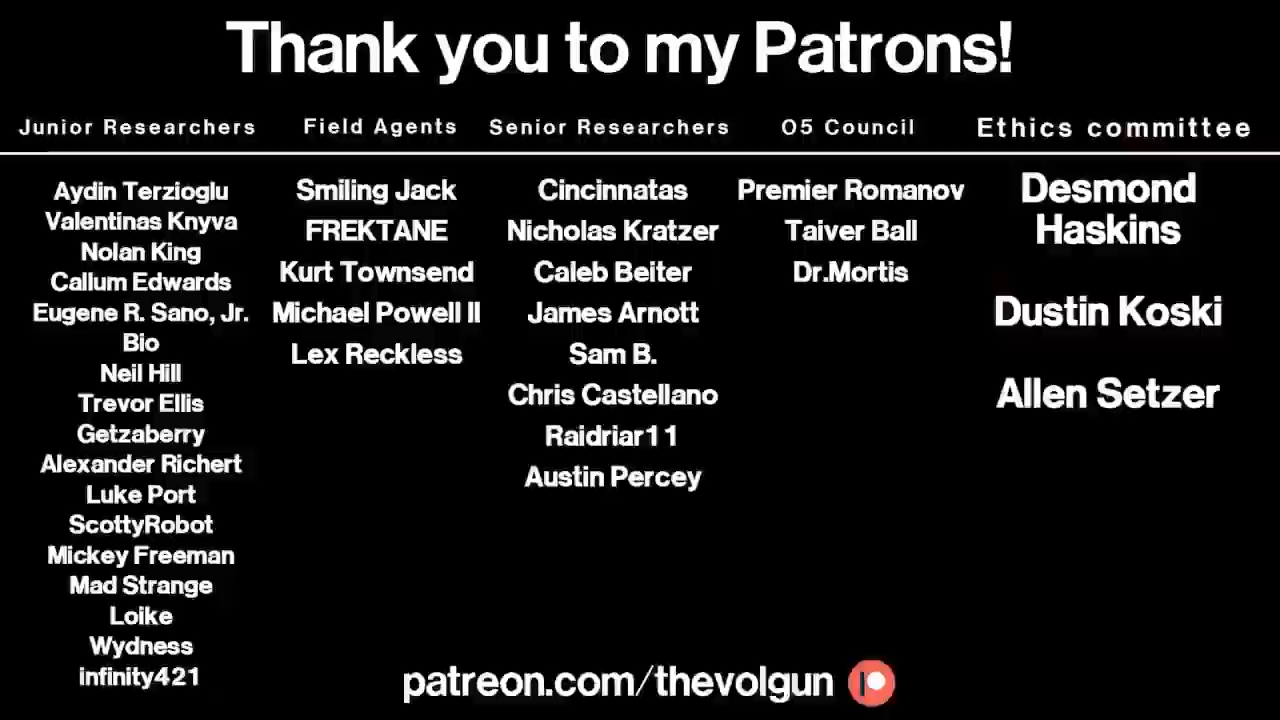 Thank you to my Patrons!
Junior Researchers
Aydin Terzioglu
Valentinas Knyva
Nolan King
Callum Edwards
Eugene R. Sano, Jr.
Bio
Neil Hill
Trevor Ellis
Getzaberry
Alexander Richert
Luke Port
ScottyRobot
Mickey Freeman
Mad Strange
Loike
Wydness
infinity421
Field Agents
Smiling Jack
FREKTANE
Kurt Townsend
Michael Powell II
Lex Reckless
Senior Researchers
Cincinnatas
Nicholas Kratzer
Caleb Beiter
James Arnott
Sam B.
Chris Castellano
Raidriar11
Austin Percey
O5 Council
Premier Romanov
Taiver Ball
Dr.Mortis
Ethics committee
Desmond
Haskins
Dustin Koski
Allen Setzer
patreon.com/thevolgun